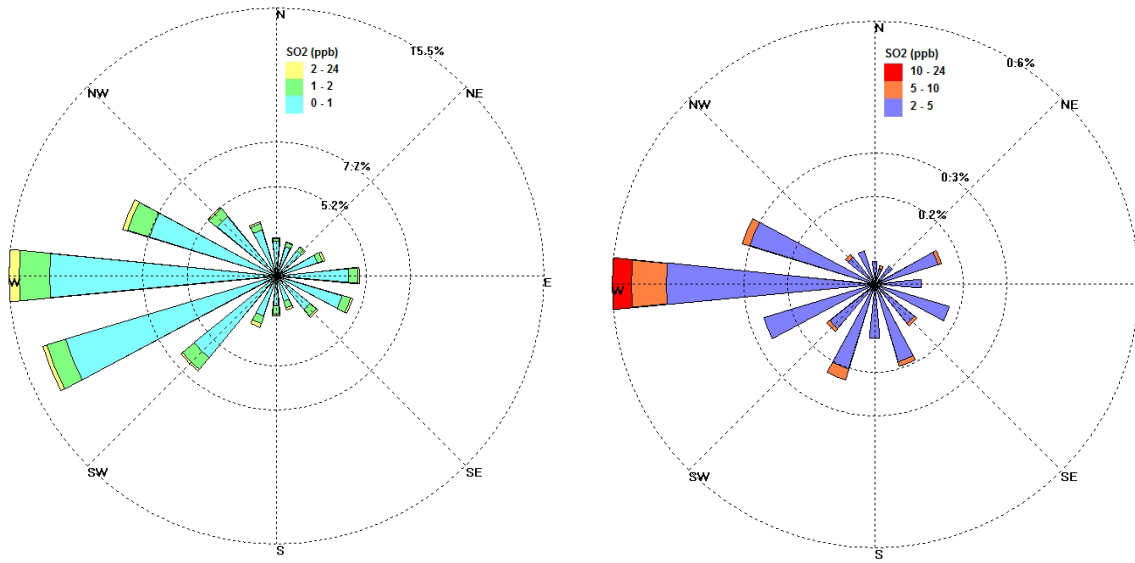 N
15.5%
SO2 (ppb)
2 - 24
1 - 2
0 - 1
NW
NE
7.7%
5.2%
W
E
SW
SE
S
N
0.6%
SO2 (ppb)
10 - 24
5 - 10
2 - 5
NW
NE
0.3%
0.2%
W
SW
SE
S